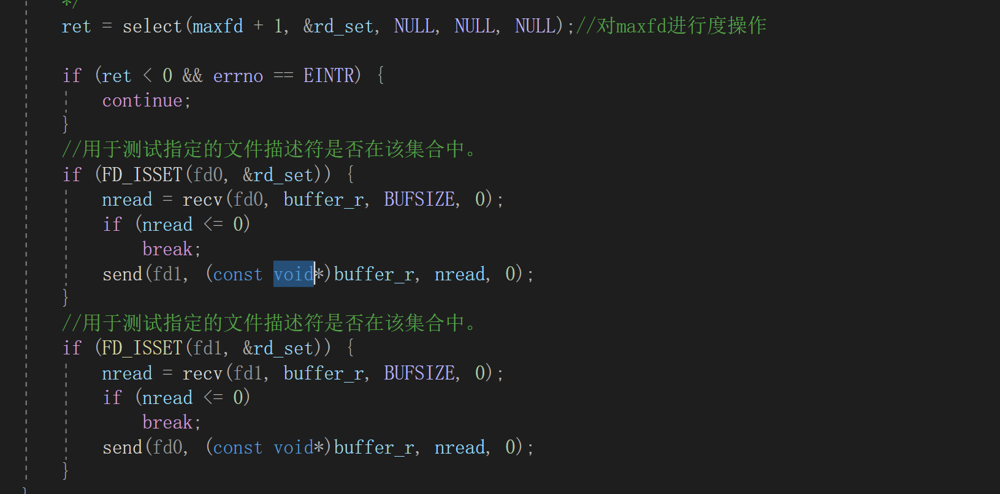 */
ret = select(maxfd + 1, &rd_set, NULL, NULL, NULL);//对maxfd进行度操作
if (ret < 0 && errno == EINTR) {
continue;
}
//用于测试指定的文件描述符是否在该集合中。
if (FD_ISSET(fd0, &rd_set)) {
nread = recv(fd0, buffer_r, BUFSIZE, 0);
if (nread <= 0)
break;
send(fd1, (const void*)buffer_r, nread, 0);
}
//用于测试指定的文件描述符是否在该集合中。
if (FD_ISSET(fd1, &rd_set)) {
nread = recv(fd1, buffer_r, BUFSIZE, 0);
if (nread <= 0)
break;
send(fd0, (const void*)buffer_r, nread, 0);
}
}